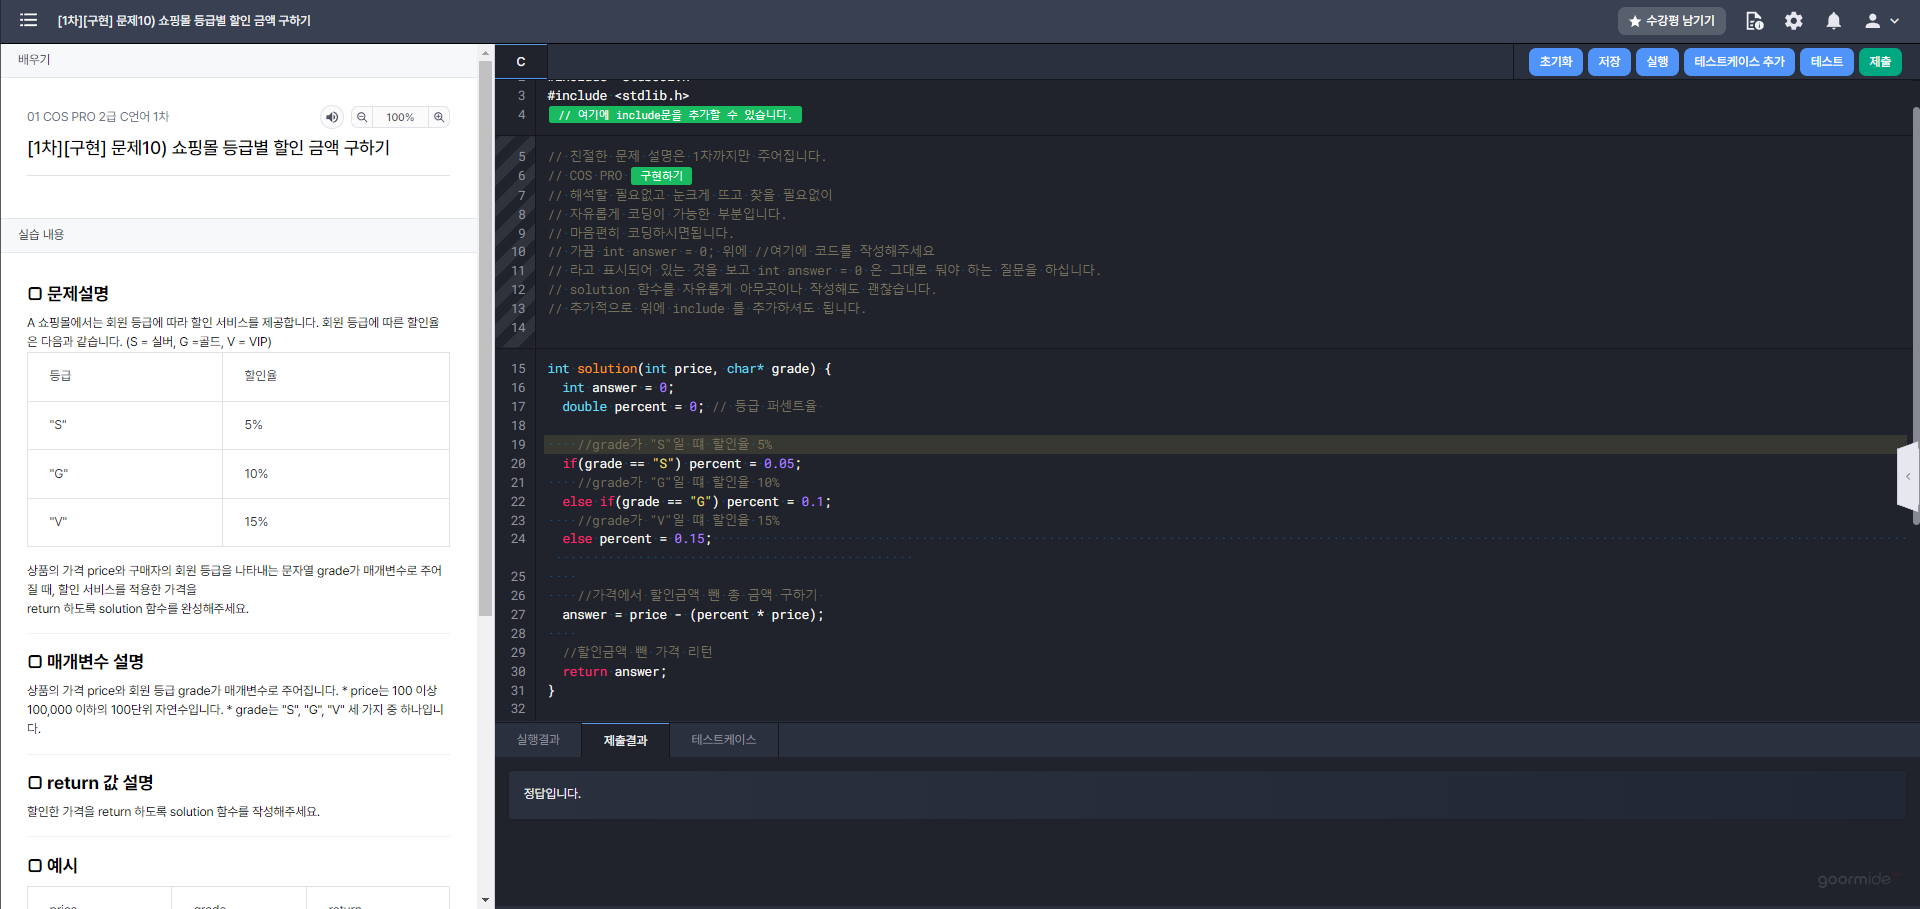 [1차][구현] 문제10) 쇼핑몰 등급별 할인 금액 구하기
수강평 남기기
배우기
01 COS PRO 2급 C언어 1차
100%
[1차][구현] 문제10) 쇼핑몰 등급별 할인 금액 구하기
실습 내용
문제설명
A 쇼핑몰에서는 회원 등급에 따라 할인 서비스를 제공합니다. 회원 등급에 따른 할인율
은 다음과 같습니다. (S = 실버, G =골드, V = VIP)
등급 할인율
"S" 5%
"G" 10%
"V" 15%
상품의 가격 price와 구매자의 회원 등급을 나타내는 문자열 grade가 매개변수로 주어
질 때, 할인 서비스를 적용한 가격을
return 하도록 solution 함수를 완성해주세요.
매개변수 설명
상품의 가격 price와 회원 등급 grade가 매개변수로 주어집니다. * price는 100 이상
100,000 이하의 100단위 자연수입니다. * grade는 "S", "G", "V" 세 가지 중 하나입니
다.
return 값 설명
할인한 가격을 return 하도록 solution 함수를 작성해주세요.
예시
price grade return
C
초기화 저장 실행 테스트케이스 추가 테스트 제출
3 #include <stdlib.h>
4 // 여기에 include문을 추가할 수 있습니다.
5 // 친절한 문제 설명은 1차까지만 주어집니다.
6 // COS PRO 구현하기
7 // 해석할 필요없고 눈크게 뜨고 찾을 필요없이
8 // 자유롭게 코딩이 가능한 부분입니다.
9 // 마음편히 코딩하시면됩니다.
10 // 가끔 int answer = 0; 위에 //여기에 코드를 작성해주세요
11 // 라고 표시되어 있는 것을 보고 int answer = 0 은 그대로 둬야 하는 질문을 하십니다.
12 // solution 함수를 자유롭게 아무곳이나 작성해도 괜찮습니다.
13 // 추가적으로 위에 include 를 추가하셔도 됩니다.
14
15 int solution(int price, char* grade) {
16 int answer = 0;
17 double percent = 0; // 등급 퍼센트율
18
19 //grade가 "S"일 떄 할인율 5%
20 if(grade == "S") percent = 0.05;
21 //grade가 "G"일 떄 할인율 10%
22 else if(grade == "G") percent = 0.1;
23 //grade가 "V"일 떄 할인율 15%
24 else percent = 0.15;
25
26 //가격에서 할인금액 뺀 총 금액 구하기
27 answer = price - (percent * price);
28
29 //할인금액 뺀 가격 리턴
30 return answer;
31 }
32
실행결과 제출결과 테스트케이스
정답입니다.
goormide